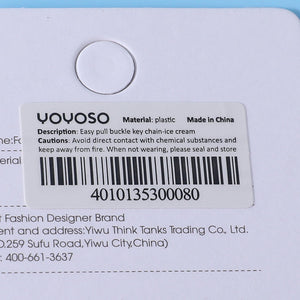 YOYOSO Material: plastic Made in China
Description: Easy pull buckle key chain-ice cream
Cautions: Avoid direct contact with chemical substances and
keep away from fire. When not wearing, please seal and store
4010135300080
t Fashion Designer Brand
ent and address:Yiwu Think Tanks Trading Co., Ltd.
O.259 Sufu Road,Yiwu City,China)
: 400-661-3637